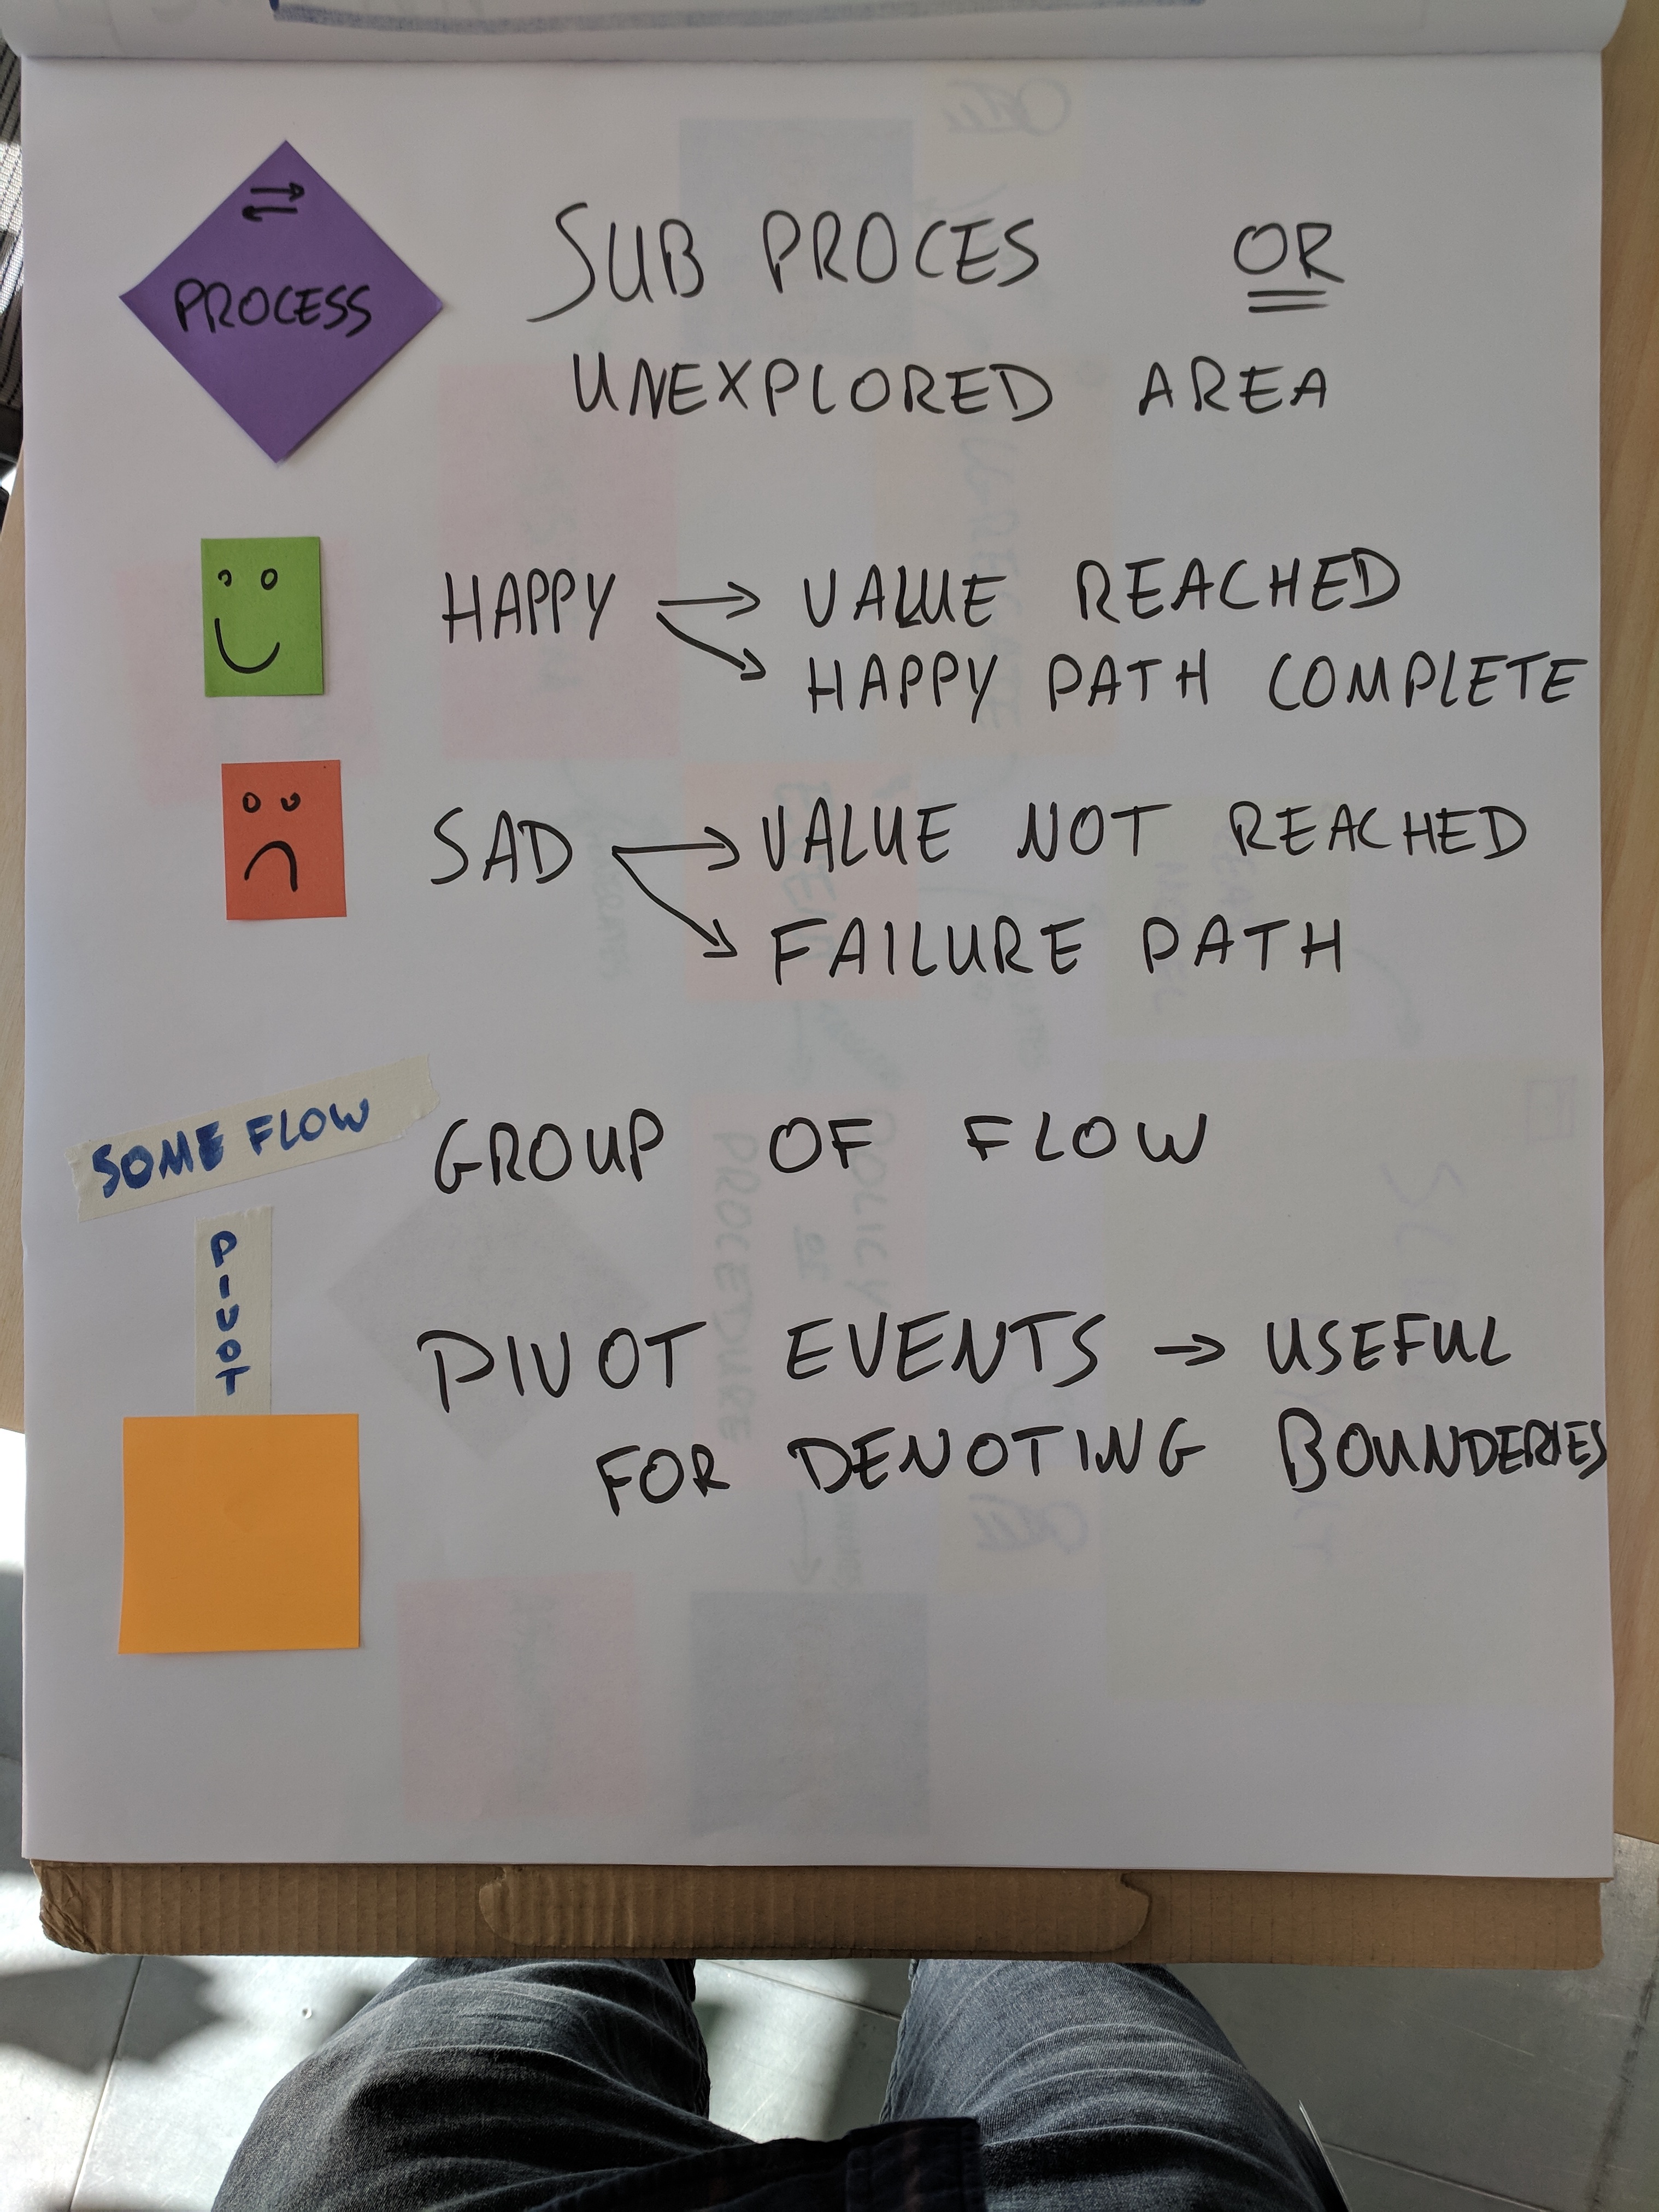 PROCESS
SUB PROCES OR
UNEXPLORED AREA
HAPPY → VALUE REACHED
HAPPY PATH COMPLETE
SAD → VALUE NOT REACHED
FAILURE PATH
SOME FLOW
GROUP OF FLOW
PIVOT
PIVOT EVENTS → USEFUL
FOR DENOTING BOUNDERIES